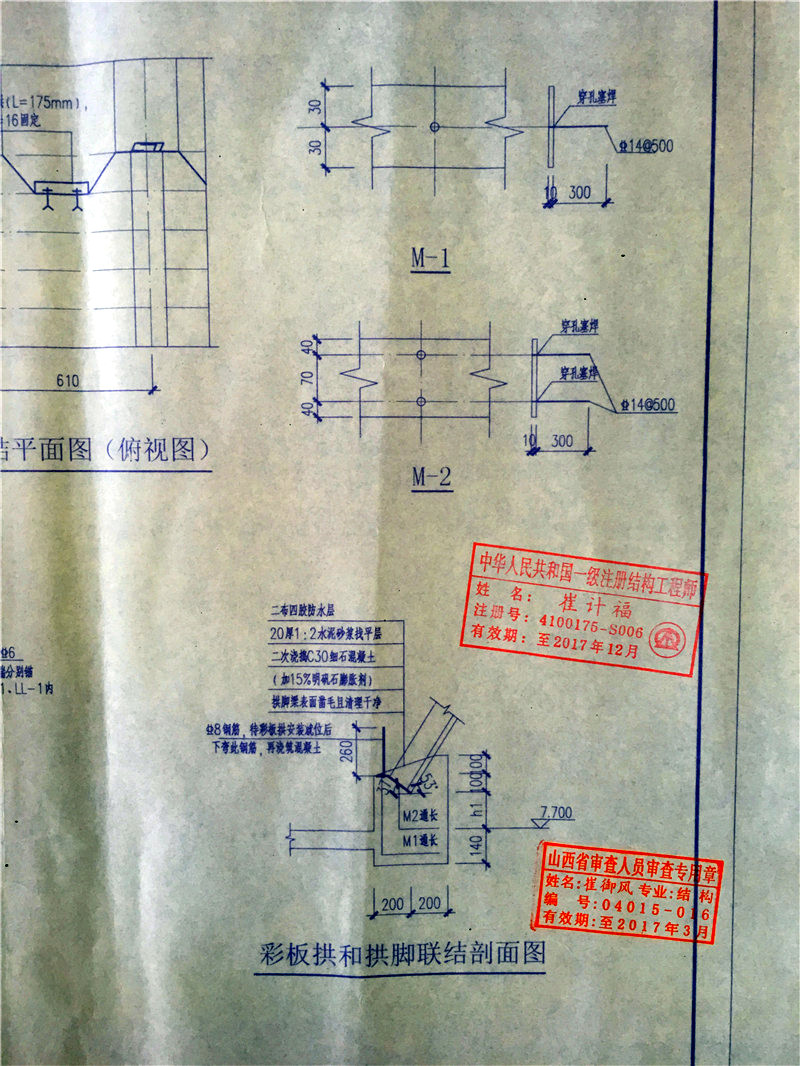 (L=175mm),
=16固定
610
结平面图（俯视图）
30
30
穿孔塞焊
Φ14@500
10
300
M-1
40
70
40
穿孔塞焊
穿孔塞焊
Φ14@500
10
300
M-2
中华人民共和国一级注册结构工程师
姓 名: 崔计福
注册号: 4100175-S006
有效期: 至2017年12月
二布四胶防水层
20厚1:2水泥砂浆找平层
二次浇捣C30细石混凝土
(加15%明矾石膨胀剂)
拱脚梁表面凿毛且清理干净
Φ8钢筋,待彩板拱安装就位后
下弯此钢筋,再浇筑混凝土
Φ6
1、LL-1内
260
37°
53°
100
100
h1
140
M2通长
M1通长
7.700
200
200
山西省审查人员审查专用章
姓名:崔御风 专业:结构
编 号:04015-016
有效期:至2017年3月
彩板拱和拱脚联结剖面图